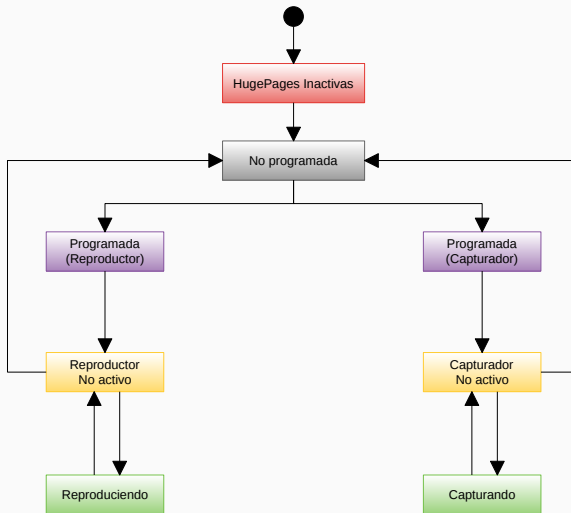 HugePages Inactivas
No programada
Programada
(Reproductor)
Programada
(Capturador)
Reproductor
No activo
Capturador
No activo
Reproduciendo
Capturando